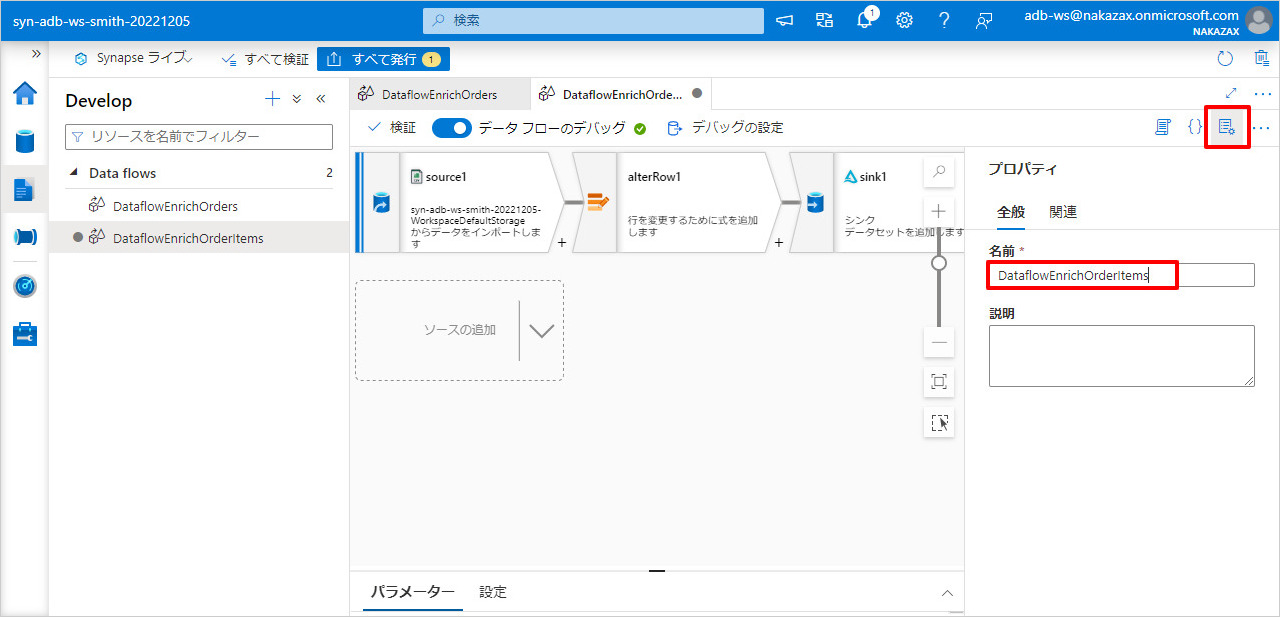 syn-adb-ws-smith-20221205
検索
1
adb-ws@nakazax.onmicrosoft.com
NAKAZAX
Synapse ライブ
すべて検証
すべて発行 1
Develop
リソースを名前でフィルター
Data flows 2
DataflowEnrichOrders
DataflowEnrichOrderItems
DataflowEnrichOrders
DataflowEnrichOrde...
検証
データ フローのデバッグ
デバッグの設定
source1
syn-adb-ws-smith-20221205-
WorkspaceDefaultStorage
からデータをインポートしま
す
+
alterRow1
行を変更するために式を追加
します
+
sink1
シンク
データセットを追加します
ソースの追加
パラメーター
設定
プロパティ
全般
関連
名前 *
DataflowEnrichOrderItems
説明